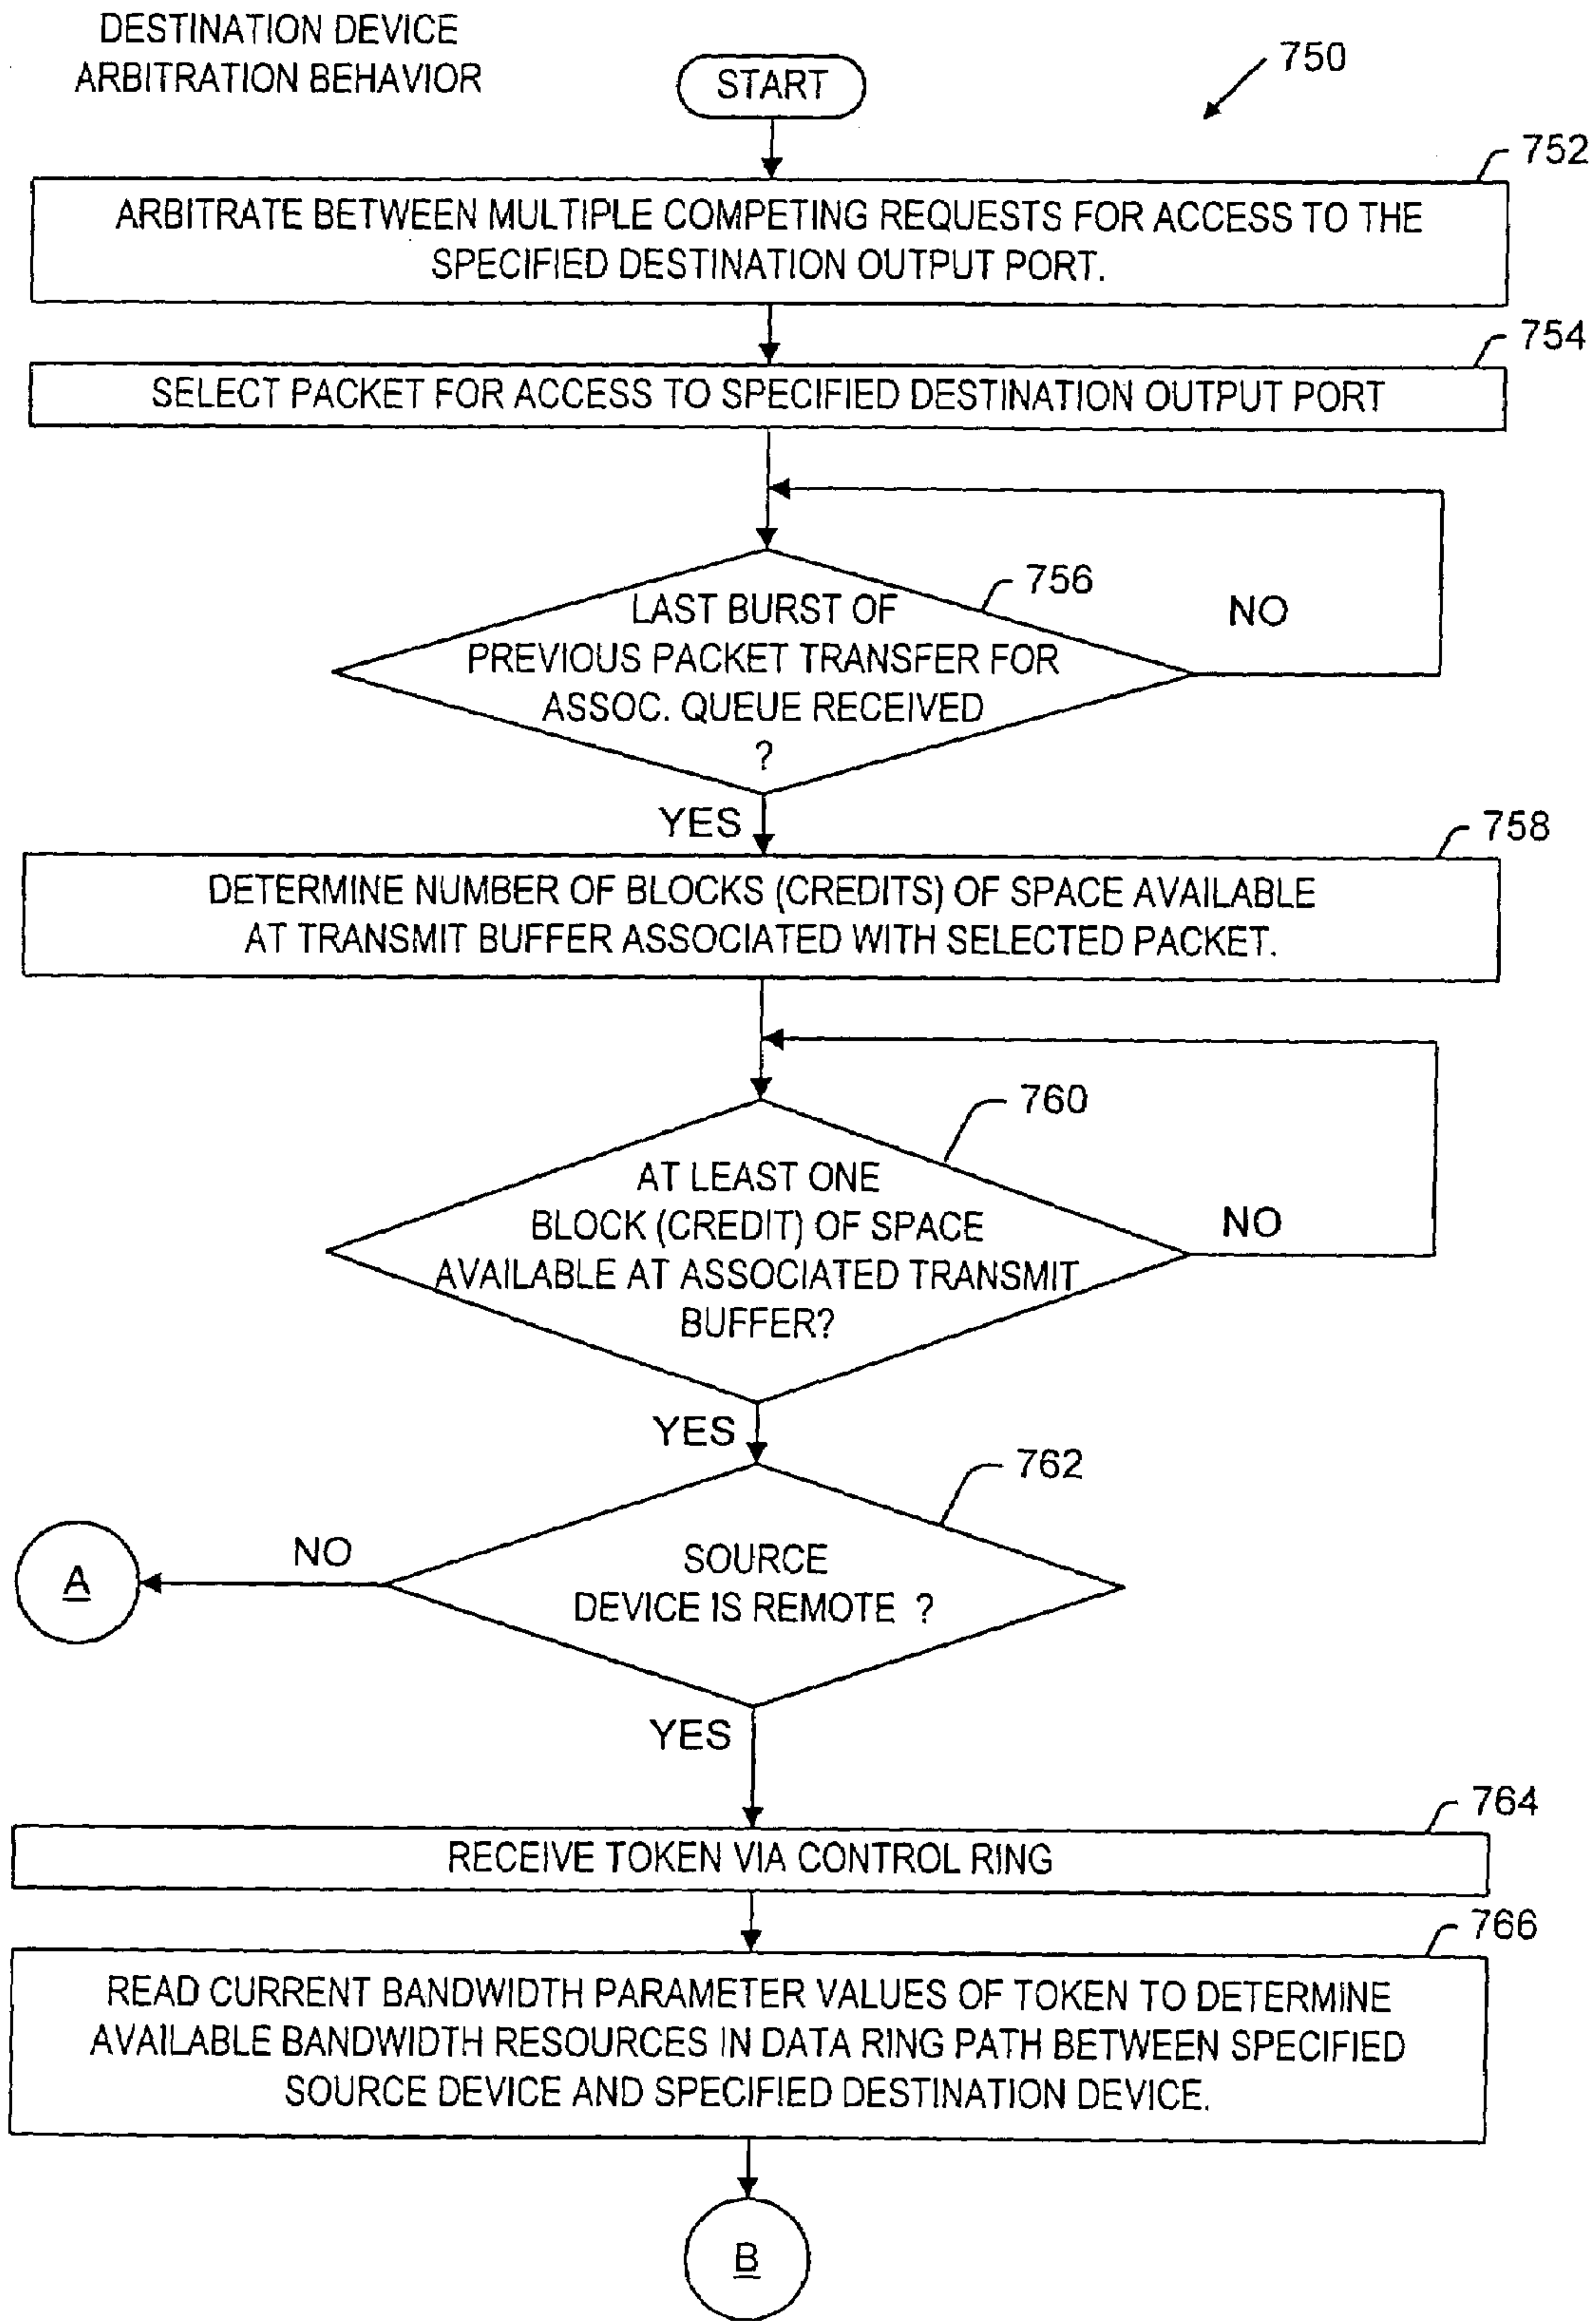 DESTINATION DEVICE
ARBITRATION BEHAVIOR
START
750
752
ARBITRATE BETWEEN MULTIPLE COMPETING REQUESTS FOR ACCESS TO THE
SPECIFIED DESTINATION OUTPUT PORT.
754
SELECT PACKET FOR ACCESS TO SPECIFIED DESTINATION OUTPUT PORT
756
LAST BURST OF
PREVIOUS PACKET TRANSFER FOR
ASSOC. QUEUE RECEIVED
?
NO
YES
758
DETERMINE NUMBER OF BLOCKS (CREDITS) OF SPACE AVAILABLE
AT TRANSMIT BUFFER ASSOCIATED WITH SELECTED PACKET.
760
AT LEAST ONE
BLOCK (CREDIT) OF SPACE
AVAILABLE AT ASSOCIATED TRANSMIT
BUFFER?
NO
YES
762
SOURCE
DEVICE IS REMOTE ?
NO
A
YES
764
RECEIVE TOKEN VIA CONTROL RING
766
READ CURRENT BANDWIDTH PARAMETER VALUES OF TOKEN TO DETERMINE
AVAILABLE BANDWIDTH RESOURCES IN DATA RING PATH BETWEEN SPECIFIED
SOURCE DEVICE AND SPECIFIED DESTINATION DEVICE.
B